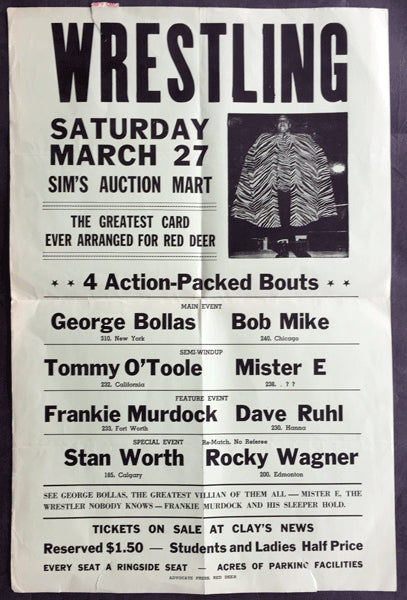 WRESTLING
SATURDAY
MARCH 27
SIM'S AUCTION MART
THE GREATEST CARD
EVER ARRANGED FOR RED DEER
★ ★ 4 Action-Packed Bouts ★ ★
MAIN EVENT
George Bollas Bob Mike
310, New York 240, Chicago
SEMI-WINDUP
Tommy O'Toole Mister E
232, California 238, . ? ?
FEATURE EVENT
Frankie Murdock Dave Ruhl
233, Fort Worth 230, Hanna
SPECIAL EVENT Re-Match, No Referee
Stan Worth Rocky Wagner
185, Calgary 200, Edmonton
SEE GEORGE BOLLAS, THE GREATEST VILLIAN OF THEM ALL — MISTER E, THE
WRESTLER NOBODY KNOWS — FRANKIE MURDOCK AND HIS SLEEPER HOLD.
TICKETS ON SALE AT CLAY'S NEWS
Reserved $1.50 — Students and Ladies Half Price
EVERY SEAT A RINGSIDE SEAT — ACRES OF PARKING FACILITIES
ADVOCATE PRESS, RED DEER